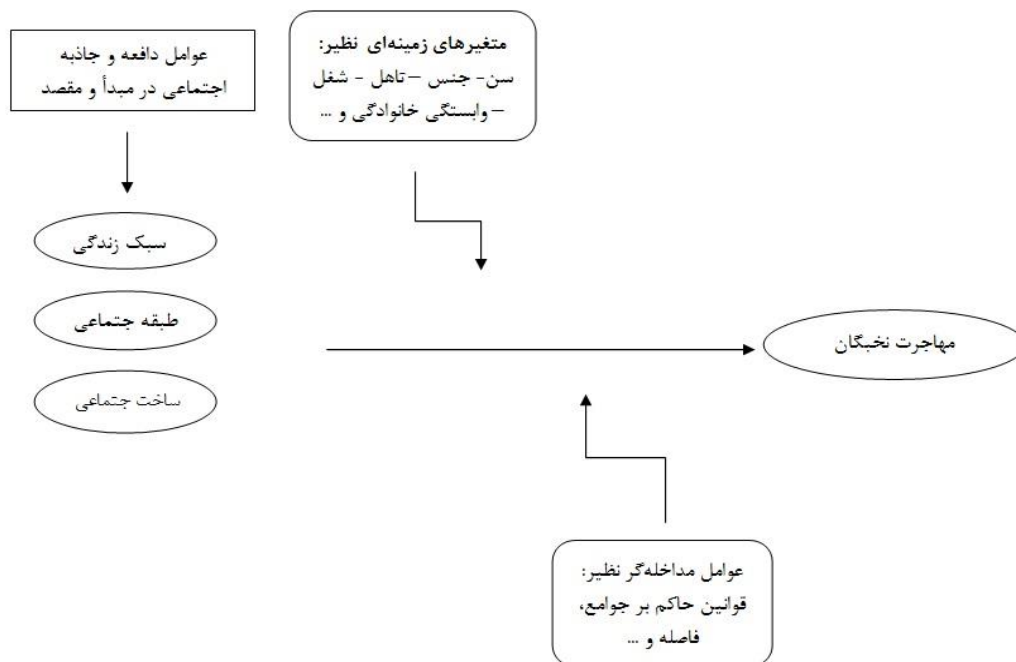 عوامل دافعه و جاذبه
اجتماعی در مبدأ و مقصد
متغیرهای زمینه‌ای نظیر:
سن- جنس – تاهل - شغل
– وابستگی خانوادگی و ...
سبک زندگی
طبقه جتماعی
ساخت جتماعی
مهاجرت نخبگان
عوامل مداخله‌گر نظیر:
قوانین حاکم بر جوامع،
فاصله و ...